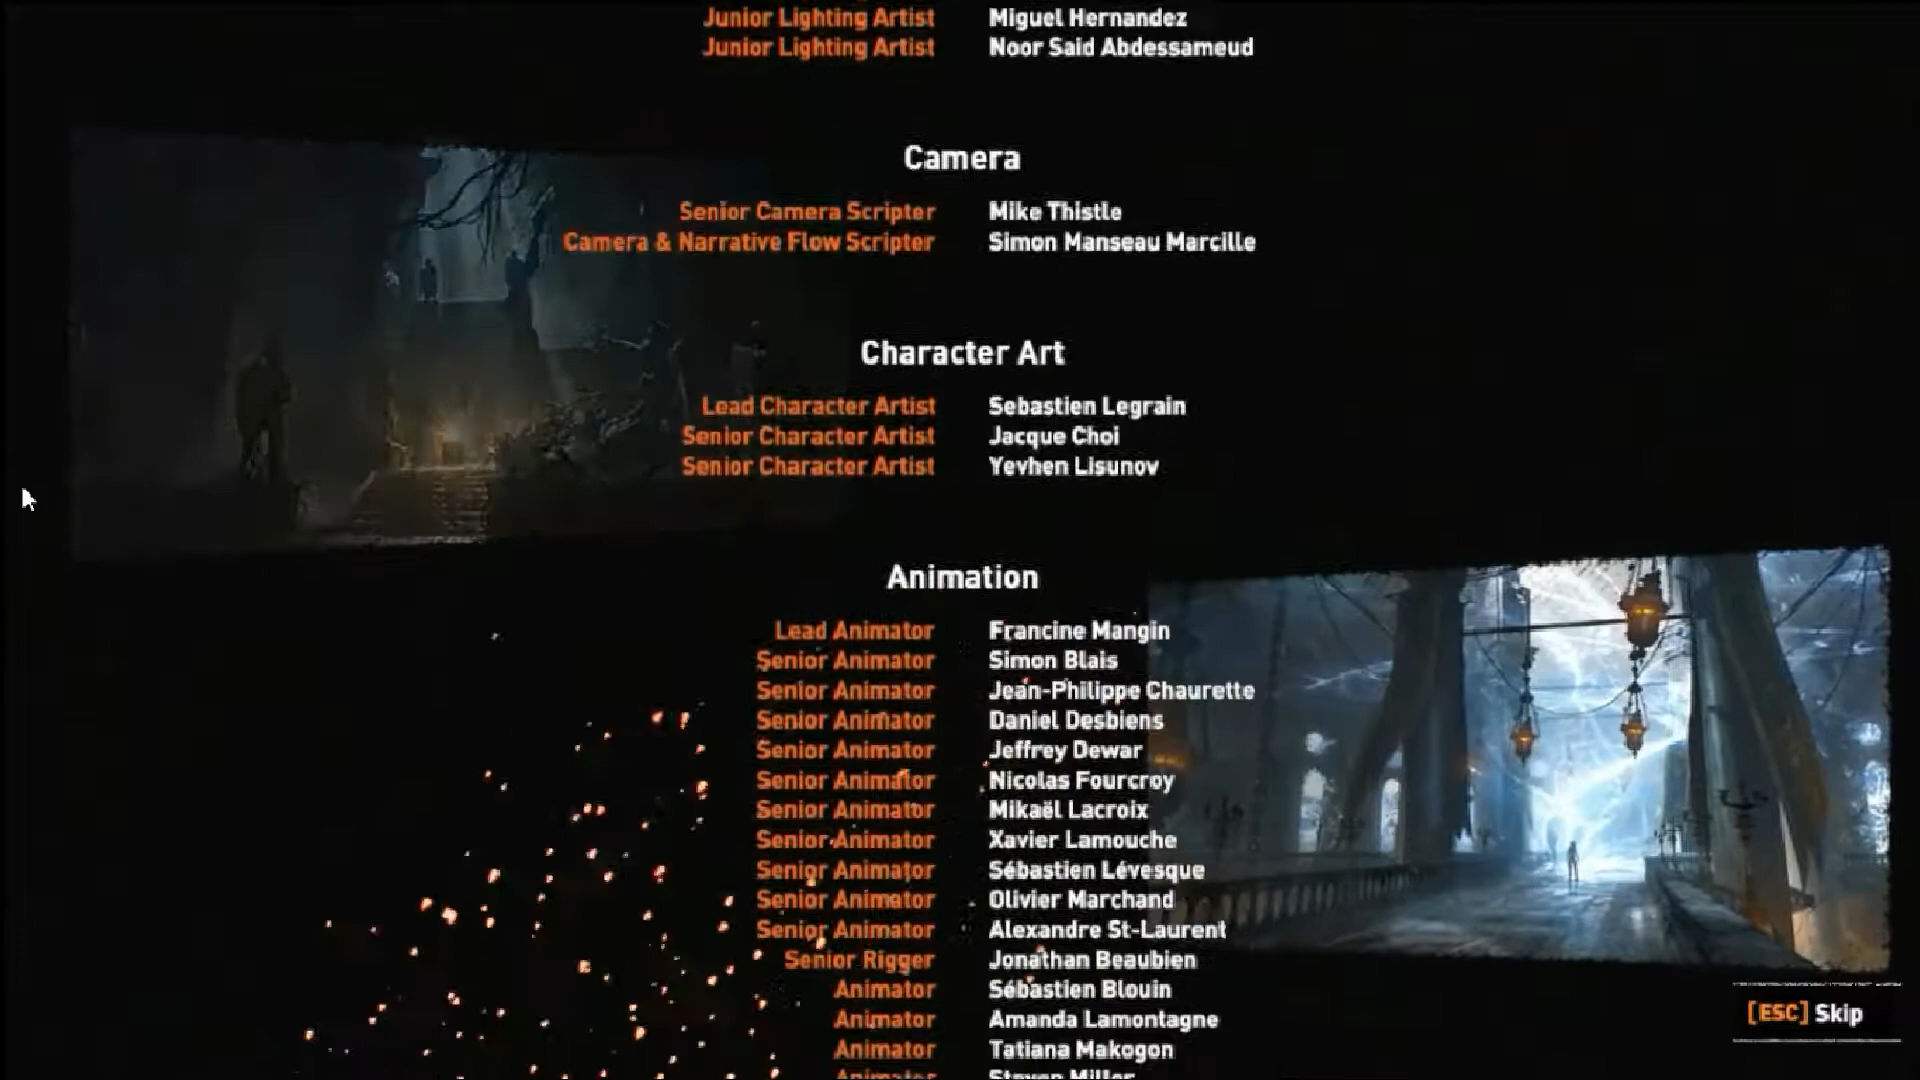 Junior Lighting Artist Miguel Hernandez
Junior Lighting Artist Noor Said Abdessameud
Camera
Senior Camera Scripter Mike Thistle
Camera & Narrative Flow Scripter Simon Manseau Marcille
Character Art
Lead Character Artist Sebastien Legrain
Senior Character Artist Jacque Choi
Senior Character Artist Yevhen Lisunov
Animation
Lead Animator Francine Mangin
Senior Animator Simon Blais
Senior Animator Jean-Philippe Chaurette
Senior Animator Daniel Desbiens
Senior Animator Jeffrey Dewar
Senior Animator Nicolas Fourcroy
Senior Animator Mikaël Lacroix
Senior Animator Xavier Lamouche
Senior Animator Sébastien Lévesque
Senior Animator Olivier Marchand
Senior Animator Alexandre St-Laurent
Senior Rigger Jonathan Beaubien
Animator Sébastien Blouin
Animator Amanda Lamontagne
Animator Tatiana Makogon
Animator Steven Miller
[ESC] Skip